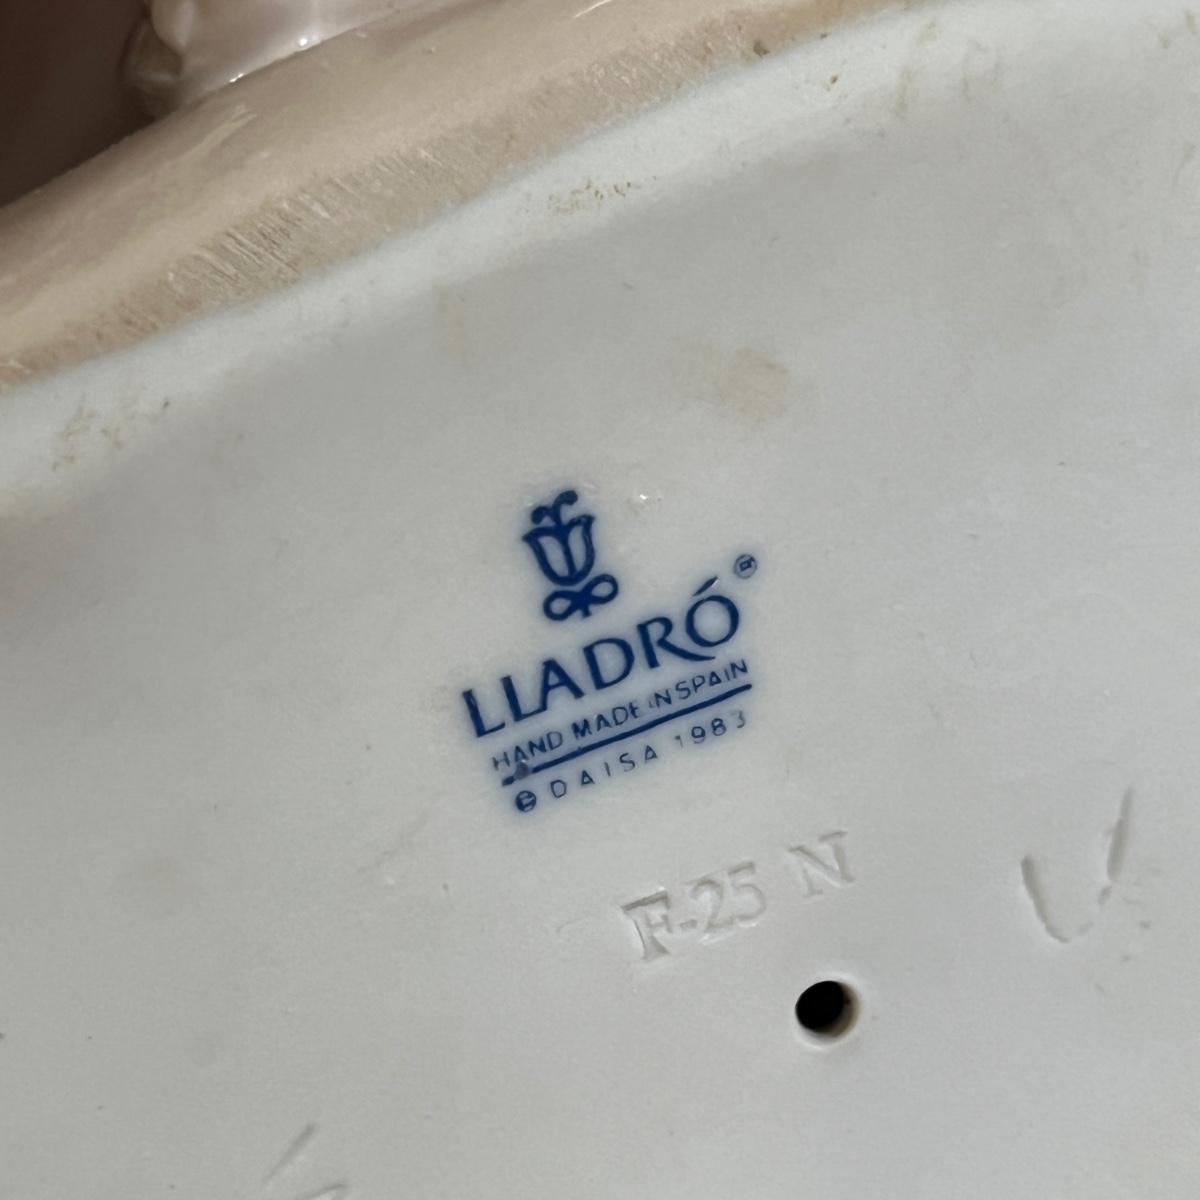 LLADRÓ ®
HAND MADE IN SPAIN
© DAISA 1983
F-25 N